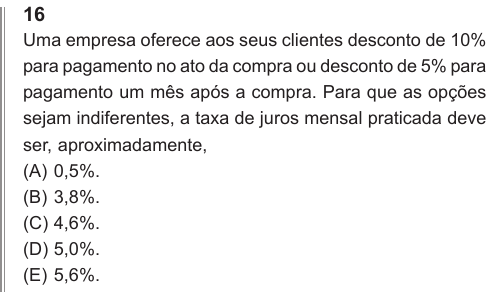 16
Uma empresa oferece aos seus clientes desconto de 10%
para pagamento no ato da compra ou desconto de 5% para
pagamento um mês após a compra. Para que as opções
sejam indiferentes, a taxa de juros mensal praticada deve
ser, aproximadamente,
(A) 0,5%.
(B) 3,8%.
(C) 4,6%.
(D) 5,0%.
(E) 5,6%.